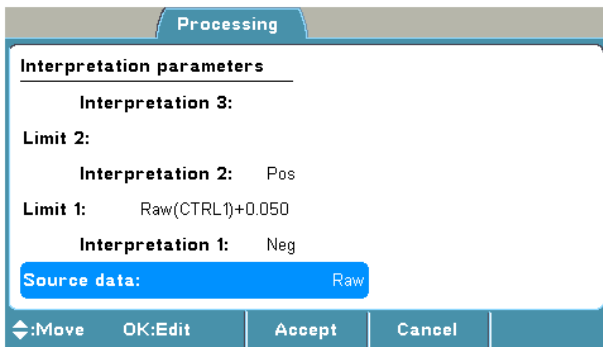 Processing
Interpretation parameters
Interpretation 3:
Limit 2:
Interpretation 2: Pos
Limit 1: Raw(CTRL1)+0.050
Interpretation 1: Neg
Source data: Raw
:Move OK:Edit Accept Cancel